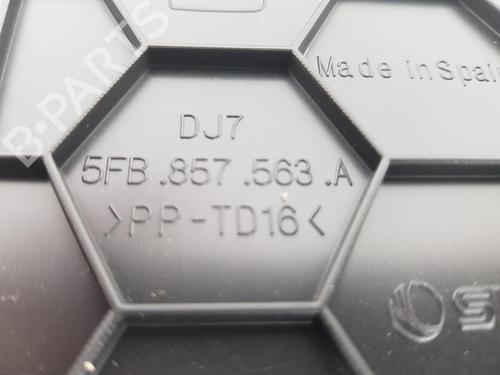 Made in Spain
DJ7
5FB.857.563.A
>PP-TD16<
B-PARTS